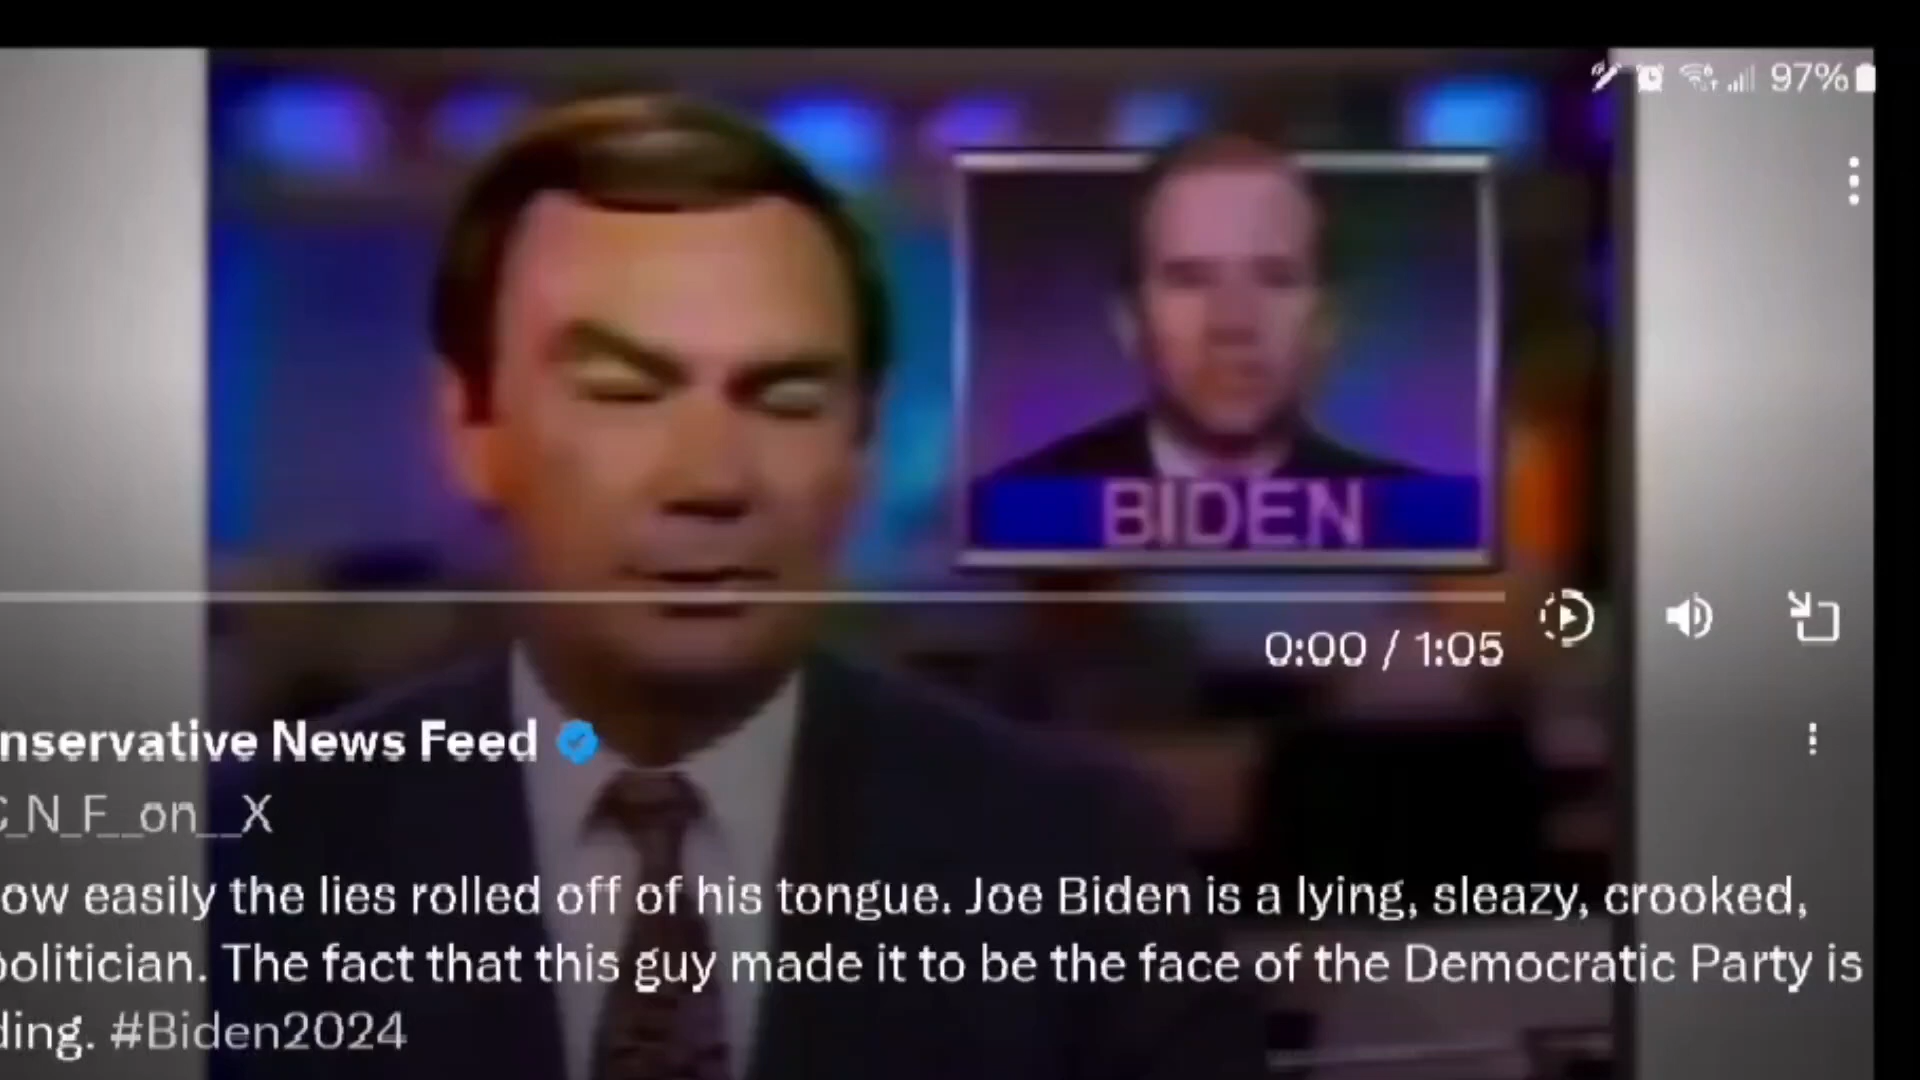 97%
BIDEN
0:00 / 1:05
nservative News Feed
C_N_F__on__X
ow easily the lies rolled off of his tongue. Joe Biden is a lying, sleazy, crooked,
politician. The fact that this guy made it to be the face of the Democratic Party is
ding. #Biden2024